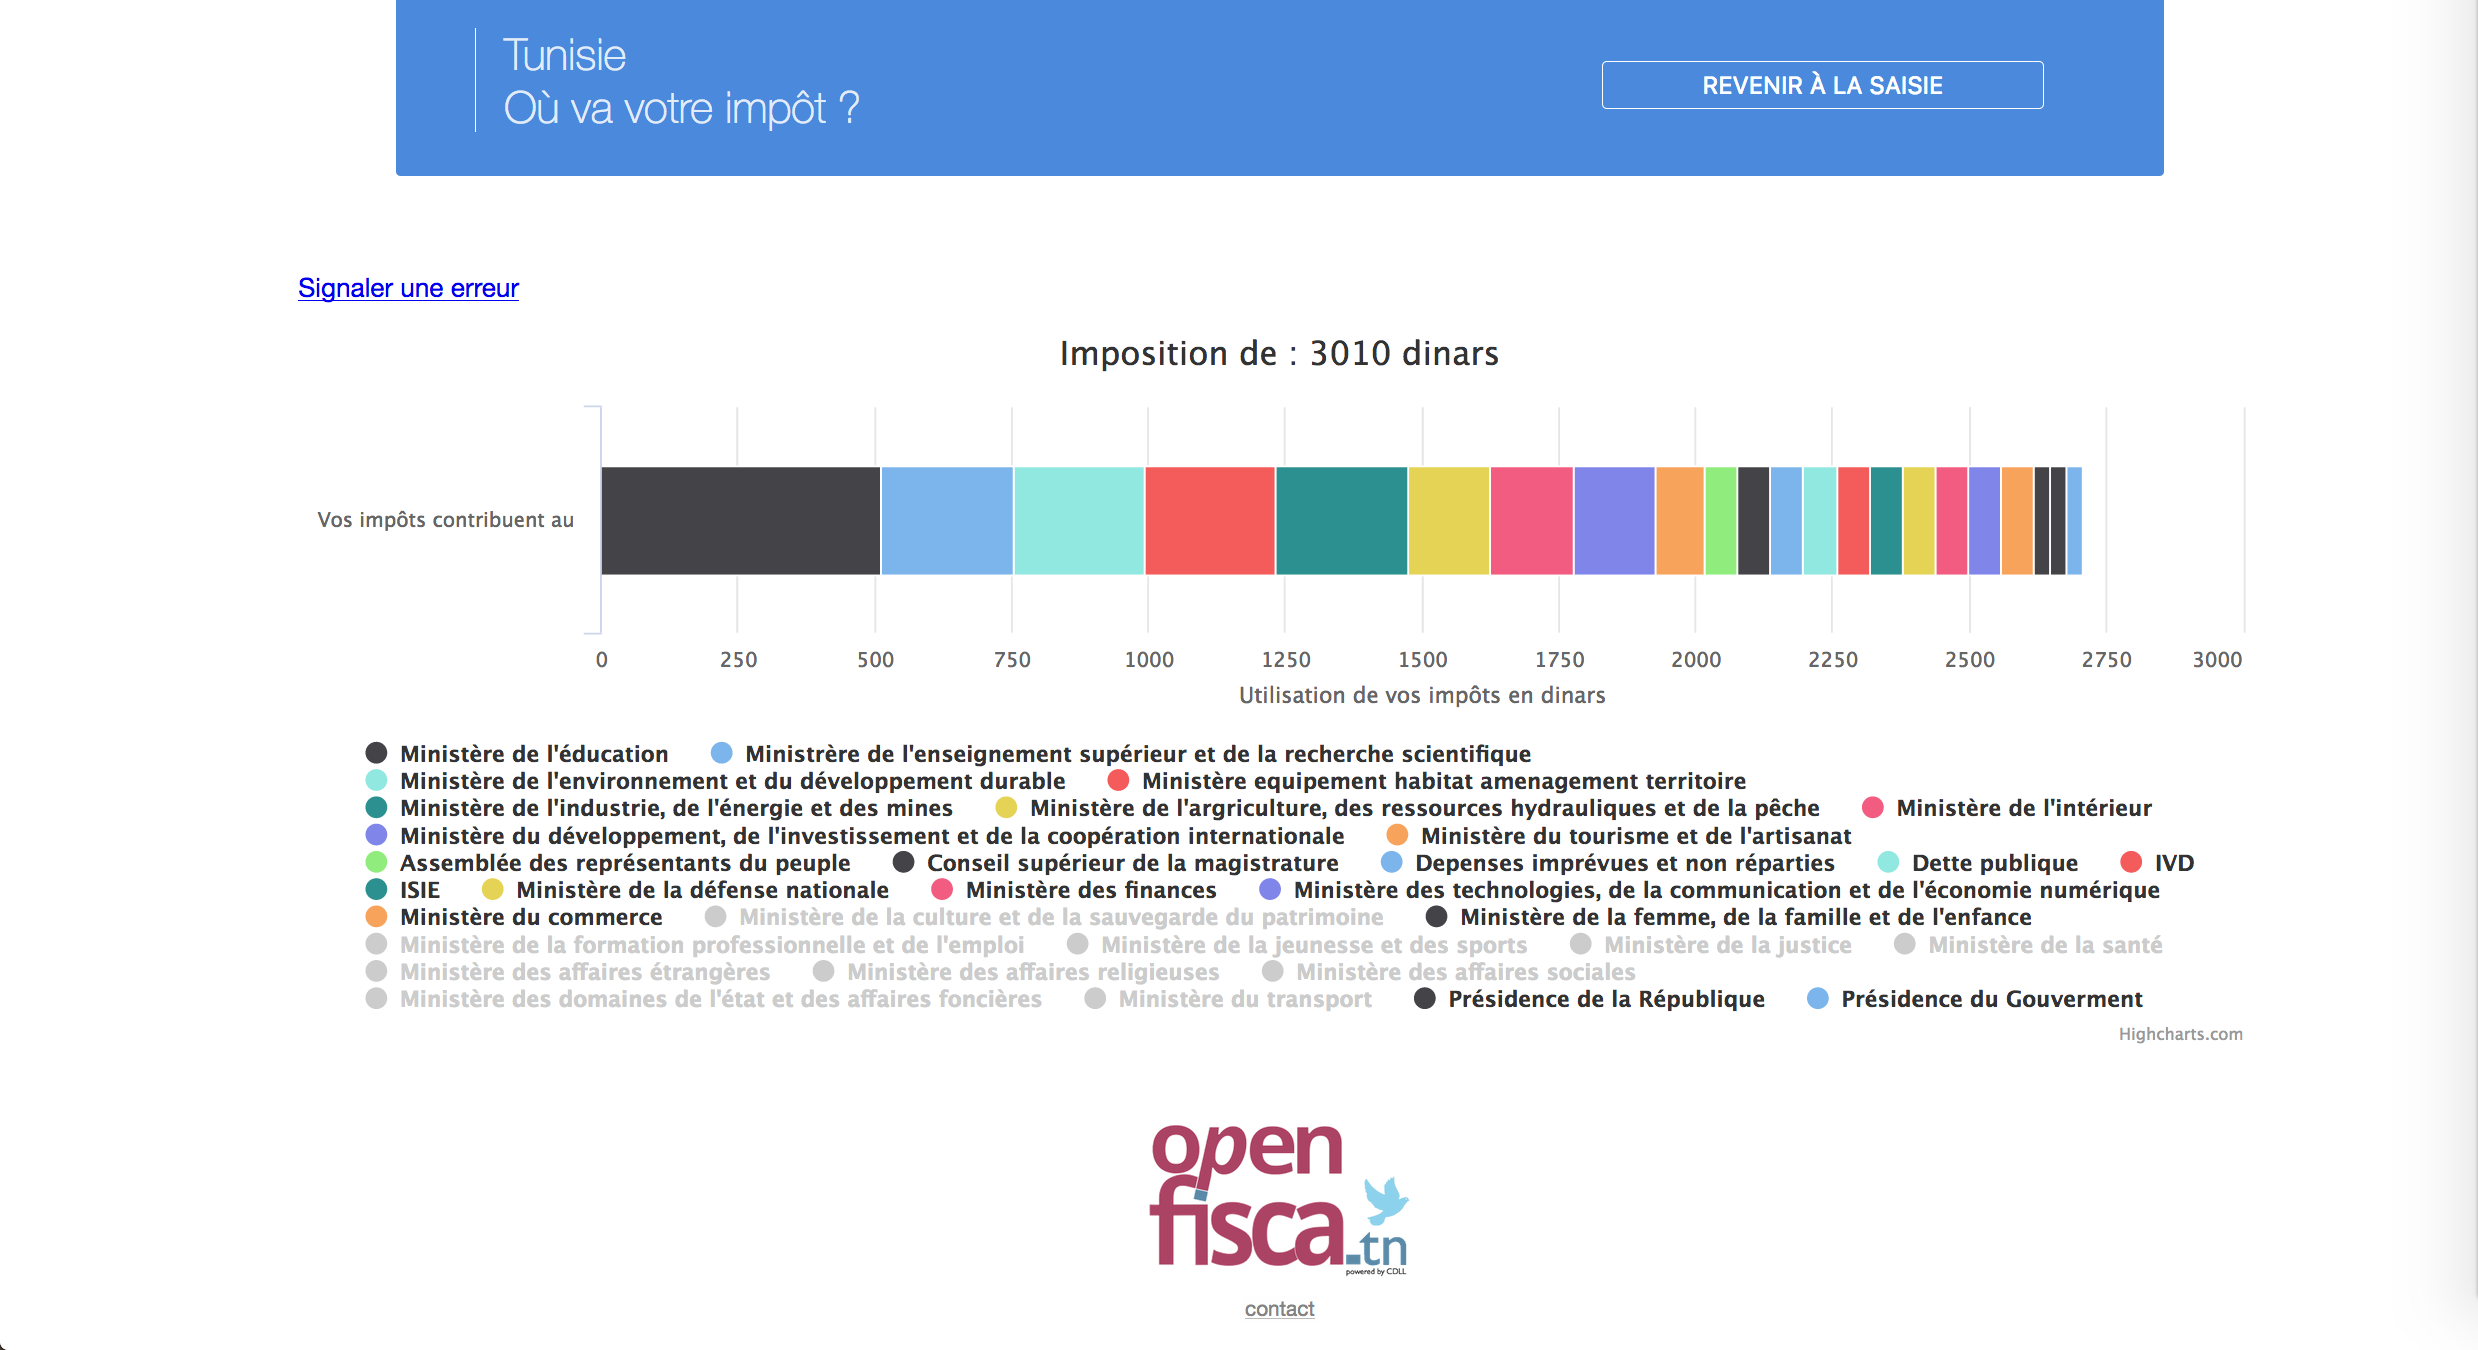 Tunisie
Où va votre impôt ?
REVENIR À LA SAISIE
Signaler une erreur
Imposition de : 3010 dinars
Vos impôts contribuent au
0 250 500 750 1000 1250 1500 1750 2000 2250 2500 2750 3000
Utilisation de vos impôts en dinars
Ministère de l'éducation Ministrère de l'enseignement supérieur et de la recherche scientifique
Ministère de l'environnement et du développement durable Ministère equipement habitat amenagement territoire
Ministère de l'industrie, de l'énergie et des mines Ministère de l'argriculture, des ressources hydrauliques et de la pêche Ministère de l'intérieur
Ministère du développement, de l'investissement et de la coopération internationale Ministère du tourisme et de l'artisanat
Assemblée des représentants du peuple Conseil supérieur de la magistrature Depenses imprévues et non réparties Dette publique IVD
ISIE Ministère de la défense nationale Ministère des finances Ministère des technologies, de la communication et de l'économie numérique
Ministère du commerce Ministère de la culture et de la sauvegarde du patrimoine Ministère de la femme, de la famille et de l'enfance
Ministère de la formation professionnelle et de l'emploi Ministère de la jeunesse et des sports Ministère de la justice Ministère de la santé
Ministère des affaires étrangères Ministère des affaires religieuses Ministère des affaires sociales
Ministère des domaines de l'état et des affaires foncières Ministère du transport Présidence de la République Présidence du Gouverment
Highcharts.com
open
fisca.tn
powered by CDLL
contact